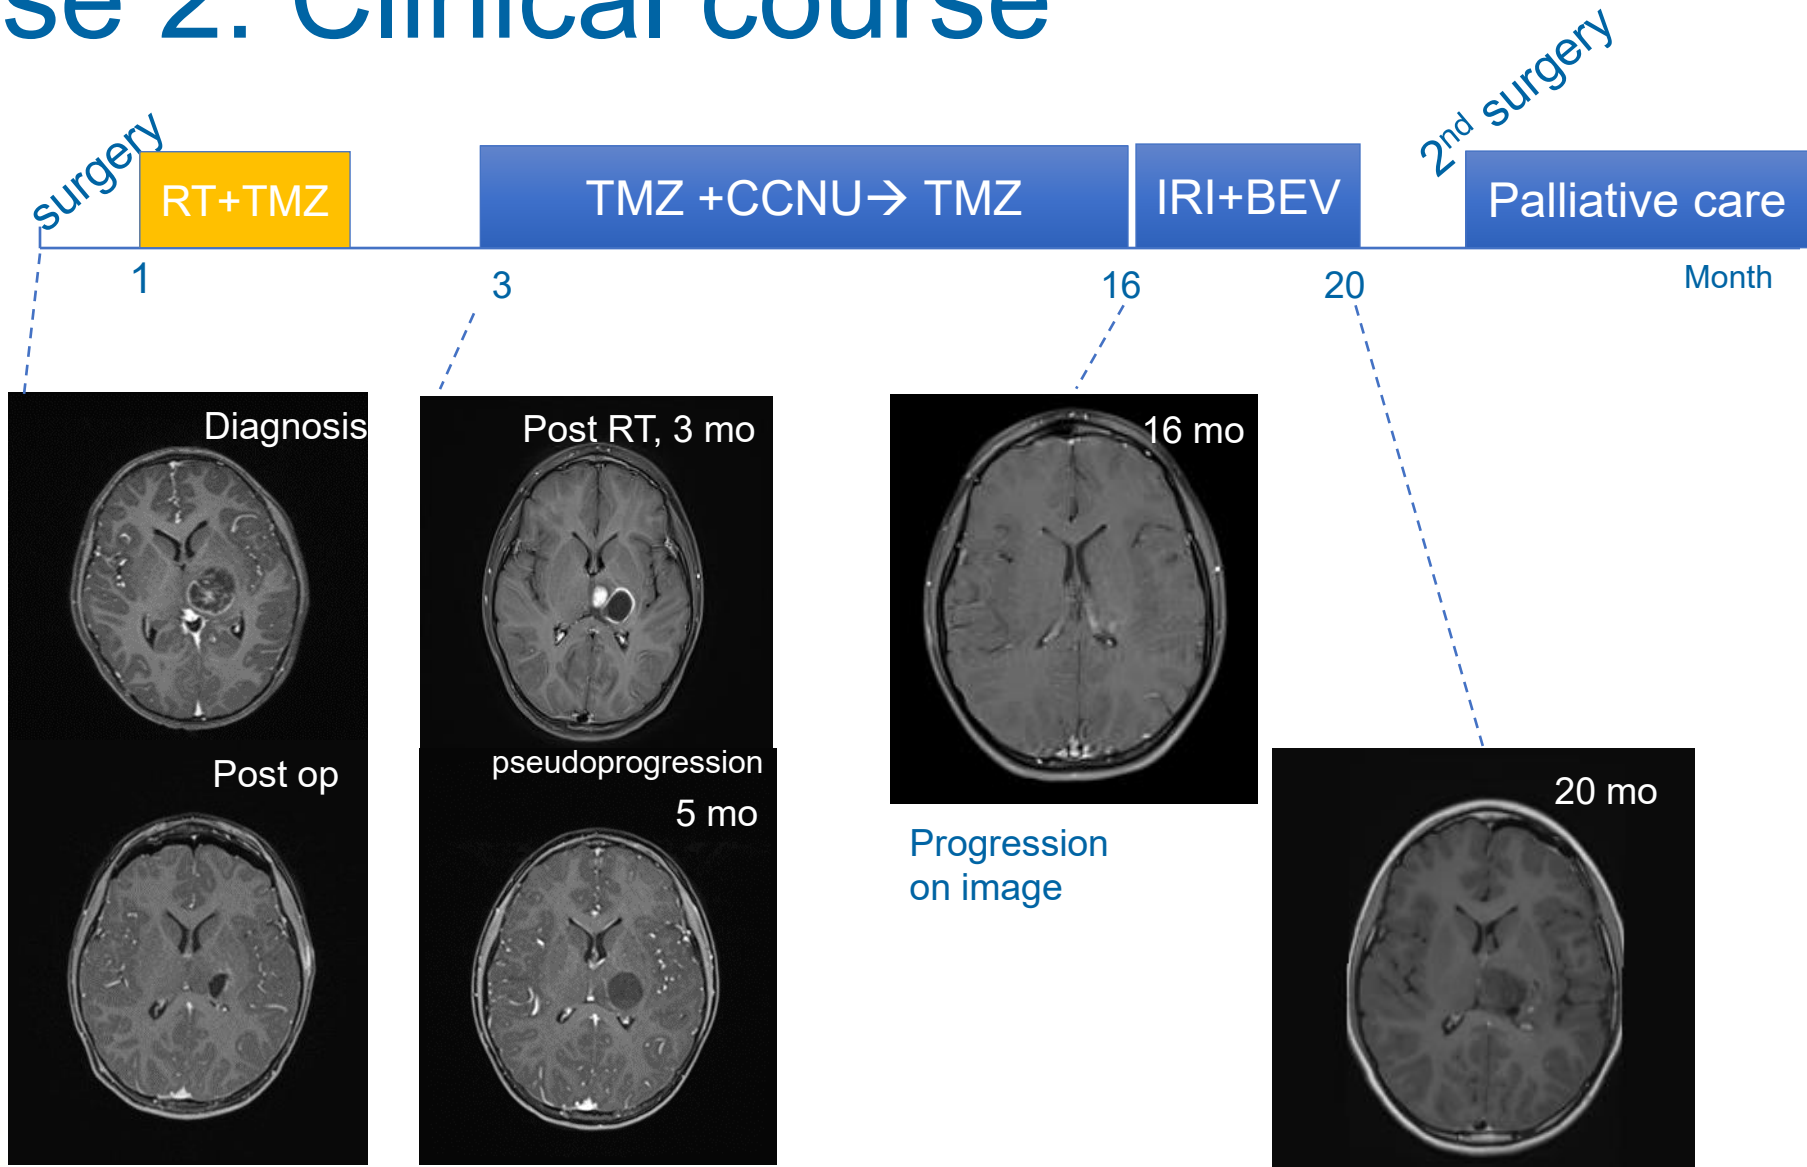 se 2. Clinical course
surgery
RT+TMZ
TMZ +CCNU→ TMZ
IRI+BEV
2nd surgery
Palliative care
1
3
16
20
Month
Diagnosis
Post RT, 3 mo
16 mo
Post op
pseudoprogression
5 mo
20 mo
Progression
on image